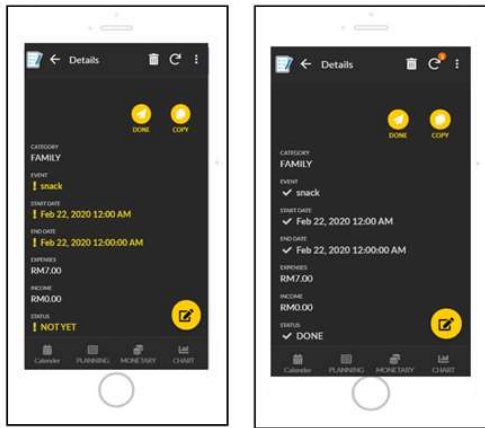 Details
DONE COPY
CATEGORY
FAMILY
EVENT
! snack
START DATE
! Feb 22, 2020 12:00 AM
END DATE
! Feb 22, 2020 12:00:00 AM
EXPENSES
RM7.00
INCOME
RM0.00
STATUS
! NOT YET
Calender PLANNING MONETARY CHART
Details
DONE COPY
CATEGORY
FAMILY
EVENT
✓ snack
START DATE
✓ Feb 22, 2020 12:00 AM
END DATE
✓ Feb 22, 2020 12:00:00 AM
EXPENSES
RM7.00
INCOME
RM0.00
STATUS
✓ DONE
Calender PLANNING MONETARY CHART